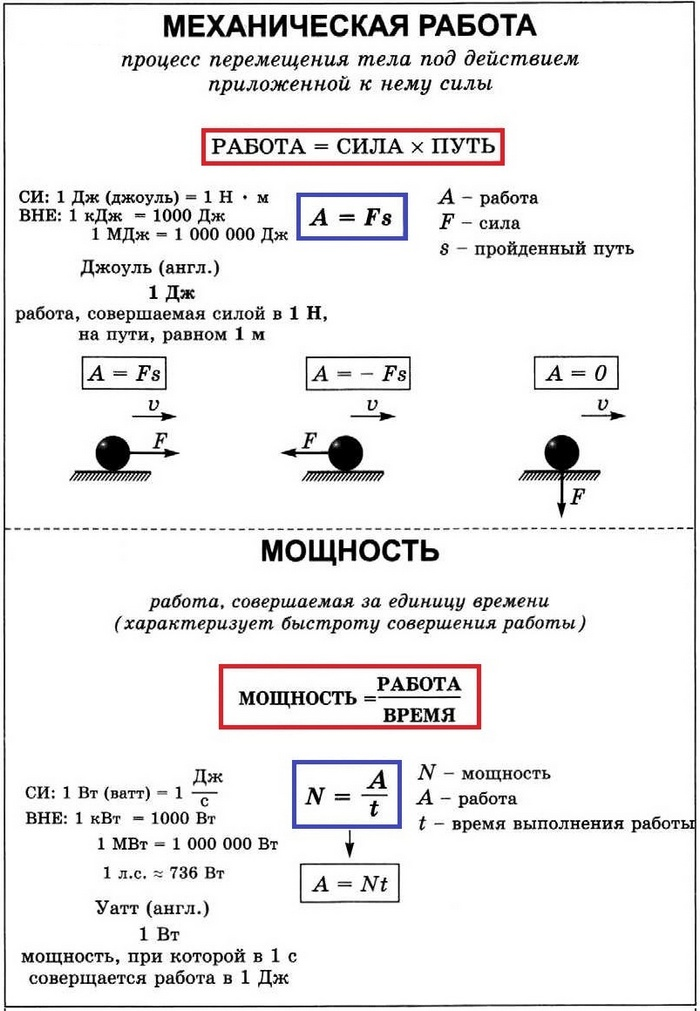 МЕХАНИЧЕСКАЯ РАБОТА
процесс перемещения тела под действием
приложенной к нему силы
РАБОТА = СИЛА × ПУТЬ
СИ: 1 Дж (джоуль) = 1 Н · м
ВНЕ: 1 кДж = 1000 Дж
1 МДж = 1 000 000 Дж
A = Fs
A – работа
F – сила
s – пройденный путь
Джоуль (англ.)
1 Дж
работа, совершаемая силой в 1 Н,
на пути, равном 1 м
A = Fs
A = – Fs
A = 0
v
v
v
F
F
F
МОЩНОСТЬ
работа, совершаемая за единицу времени
(характеризует быстроту совершения работы)
МОЩНОСТЬ = РАБОТА / ВРЕМЯ
СИ: 1 Вт (ватт) = 1 Дж / с
ВНЕ: 1 кВт = 1000 Вт
1 МВт = 1 000 000 Вт
1 л.с. ≈ 736 Вт
N = A / t
A = Nt
N – мощность
A – работа
t – время выполнения работы
Уатт (англ.)
1 Вт
мощность, при которой в 1 с
соверщается работа в 1 Дж